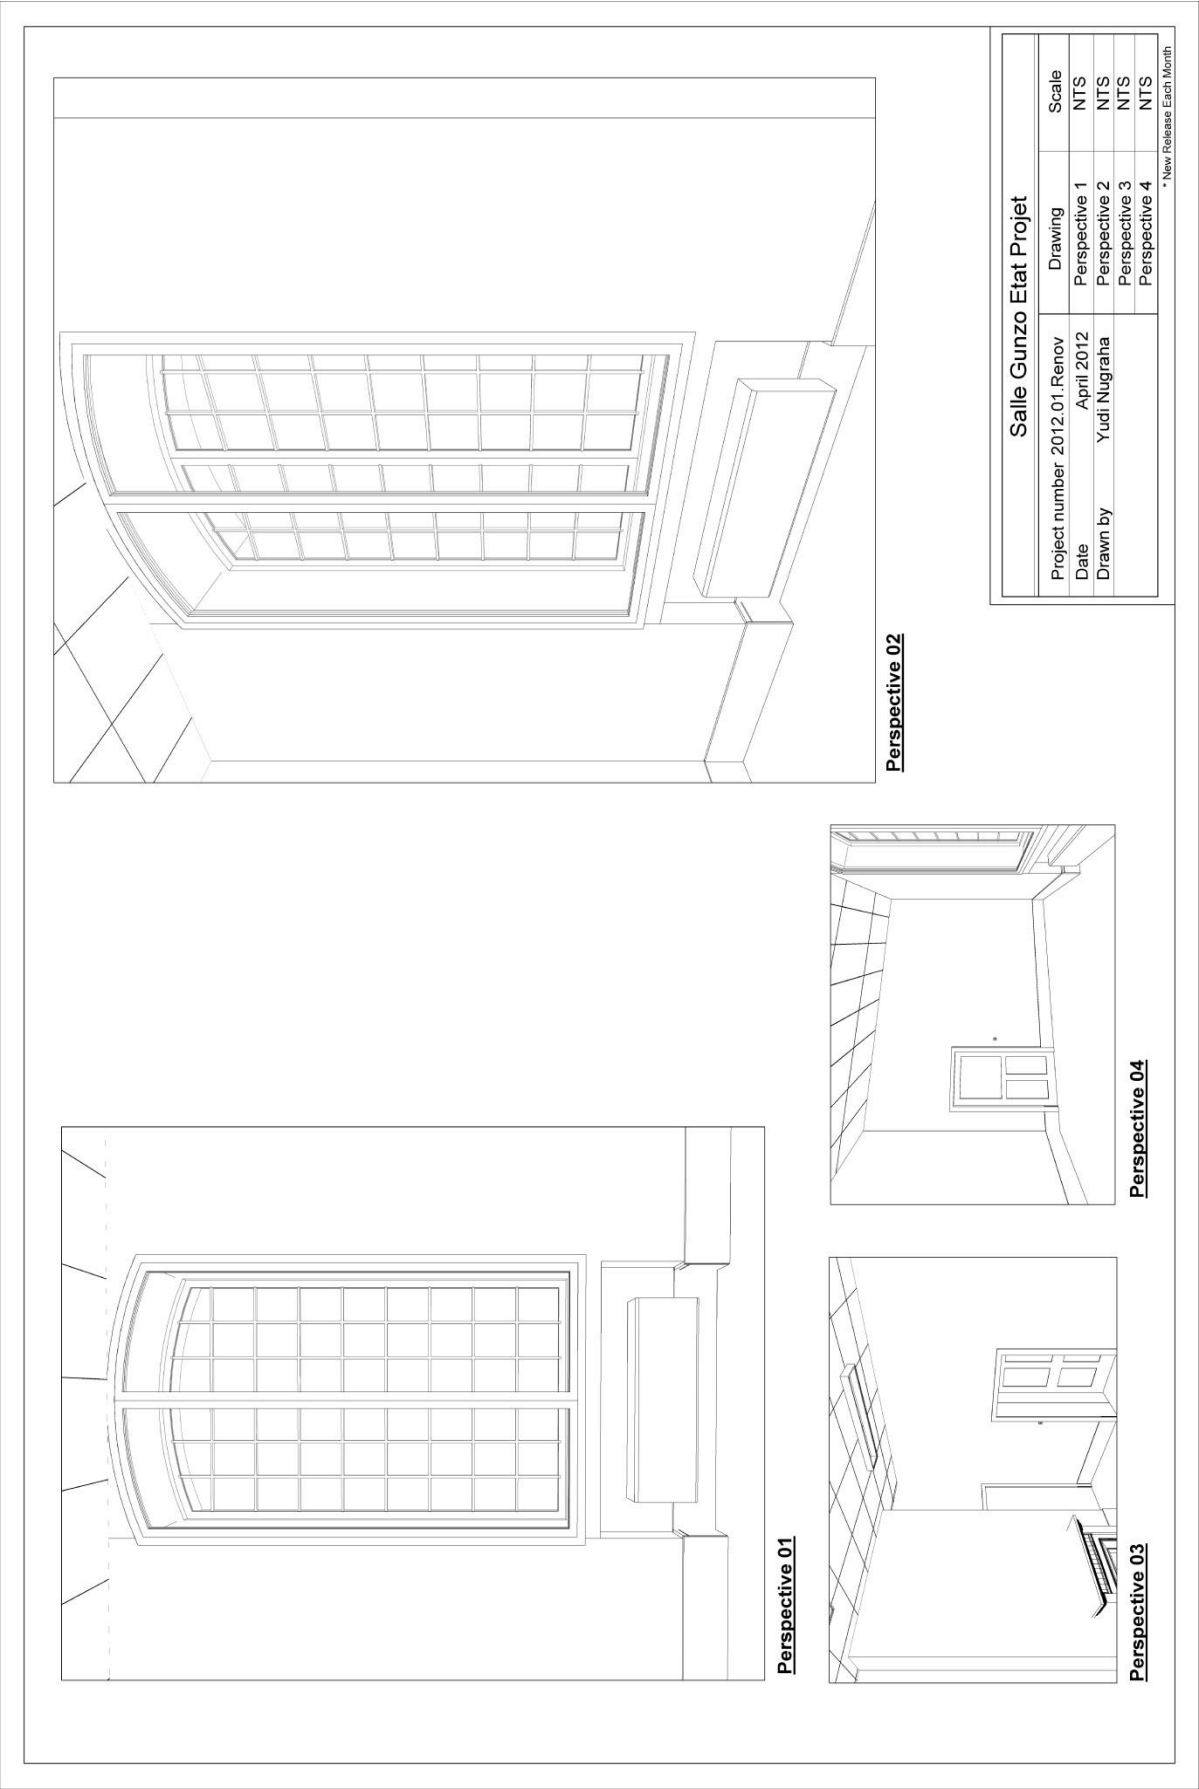 Perspective 01
Perspective 02
Perspective 03
Perspective 04
Salle Gunzo Etat Projet
Project number 2012.01.Renov Drawing Scale
Date April 2012 Perspective 1 NTS
Drawn by Yudi Nugraha Perspective 2 NTS
Perspective 3 NTS
Perspective 4 NTS
* New Release Each Month